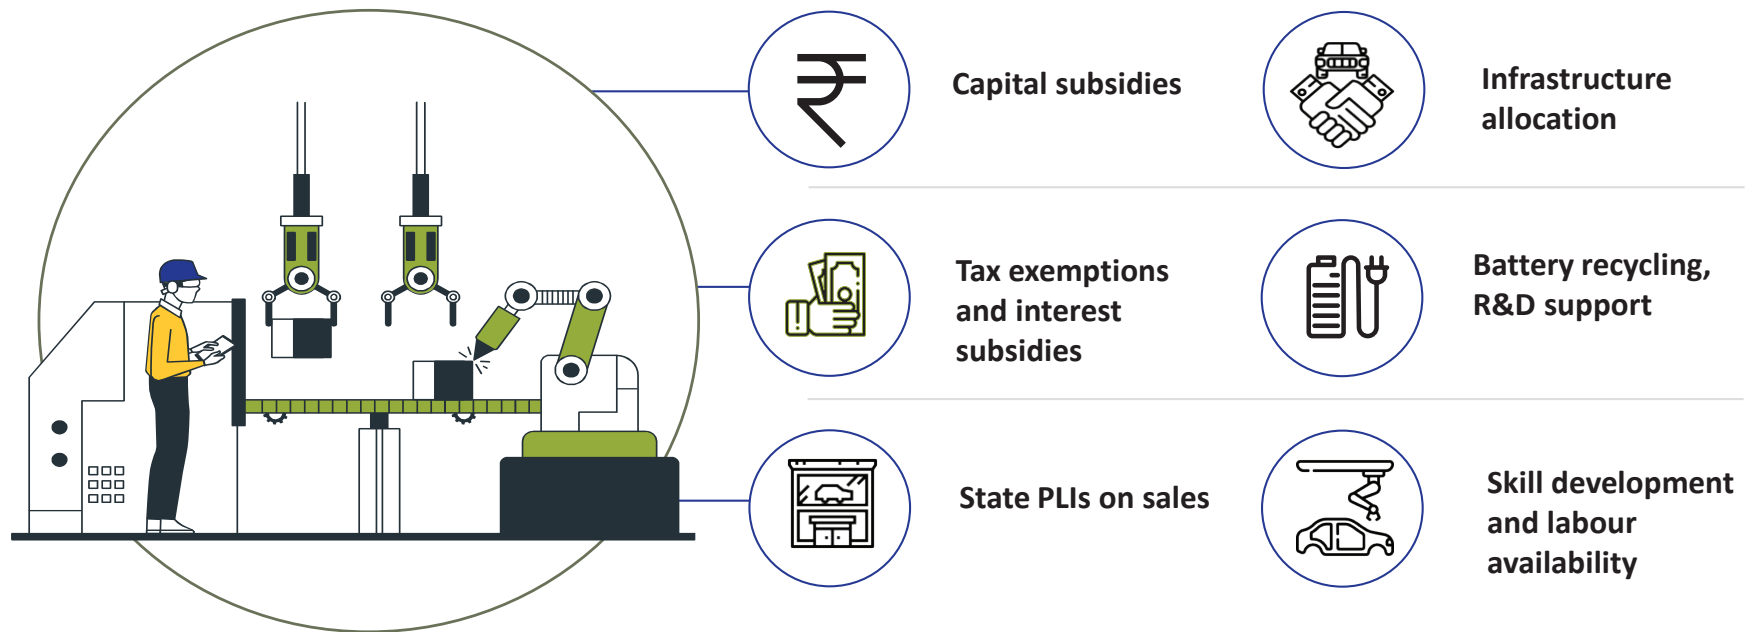 Capital subsidies
Infrastructure
allocation
Tax exemptions
and interest
subsidies
Battery recycling,
R&D support
State PLIs on sales
Skill development
and labour
availability